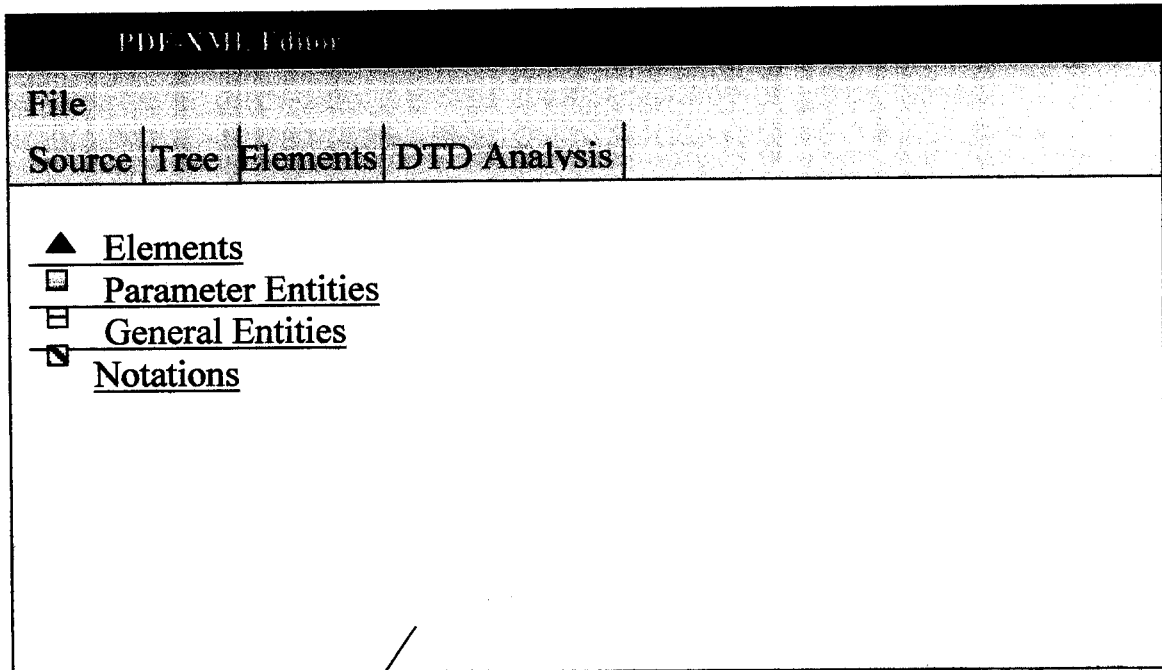 PDF-XML Editor
File
Source Tree Elements DTD Analysis
Elements
Parameter Entities
General Entities
Notations